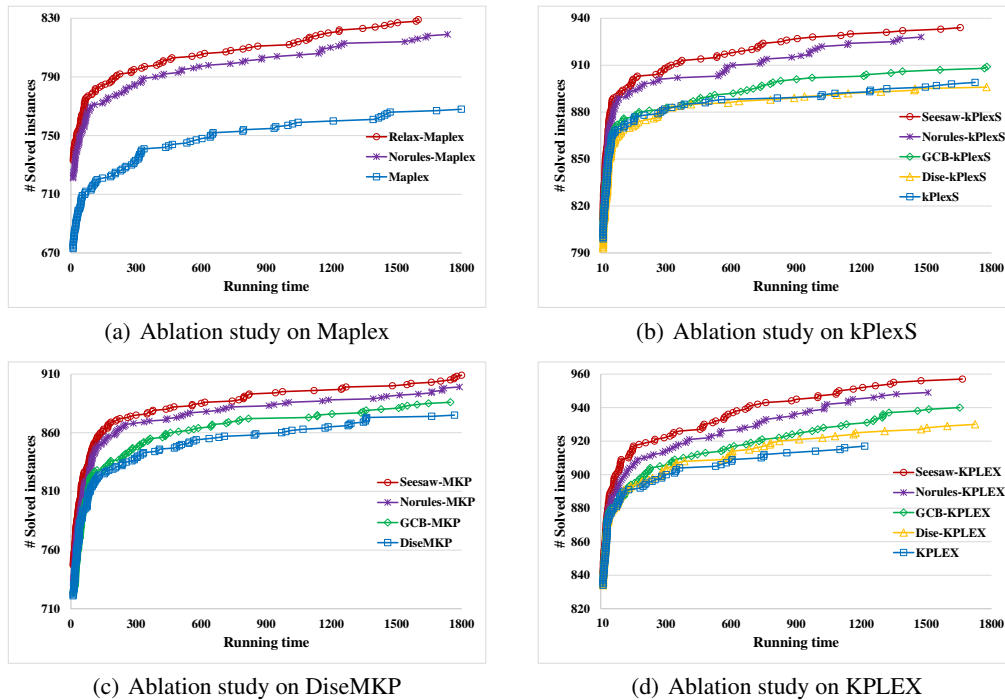 830
790
750
710
670
# Solved instances
Relax-Maplex
Norules-Maplex
Maplex
0 300 600 900 1200 1500 1800
Running time
(a) Ablation study on Maplex
940
910
880
850
820
790
# Solved instances
Seesaw-kPlexS
Norules-kPlexS
GCB-kPlexS
Dise-kPlexS
kPlexS
10 300 600 900 1200 1500 1800
Running time
(b) Ablation study on kPlexS
910
860
810
760
710
# Solved instances
Seesaw-MKP
Norules-MKP
GCB-MKP
DiseMKP
0 300 600 900 1200 1500 1800
Running time
(c) Ablation study on DiseMKP
960
940
920
900
880
860
840
820
# Solved instances
Seesaw-KPLEX
Norules-KPLEX
GCB-KPLEX
Dise-KPLEX
KPLEX
10 300 600 900 1200 1500 1800
Running time
(d) Ablation study on KPLEX